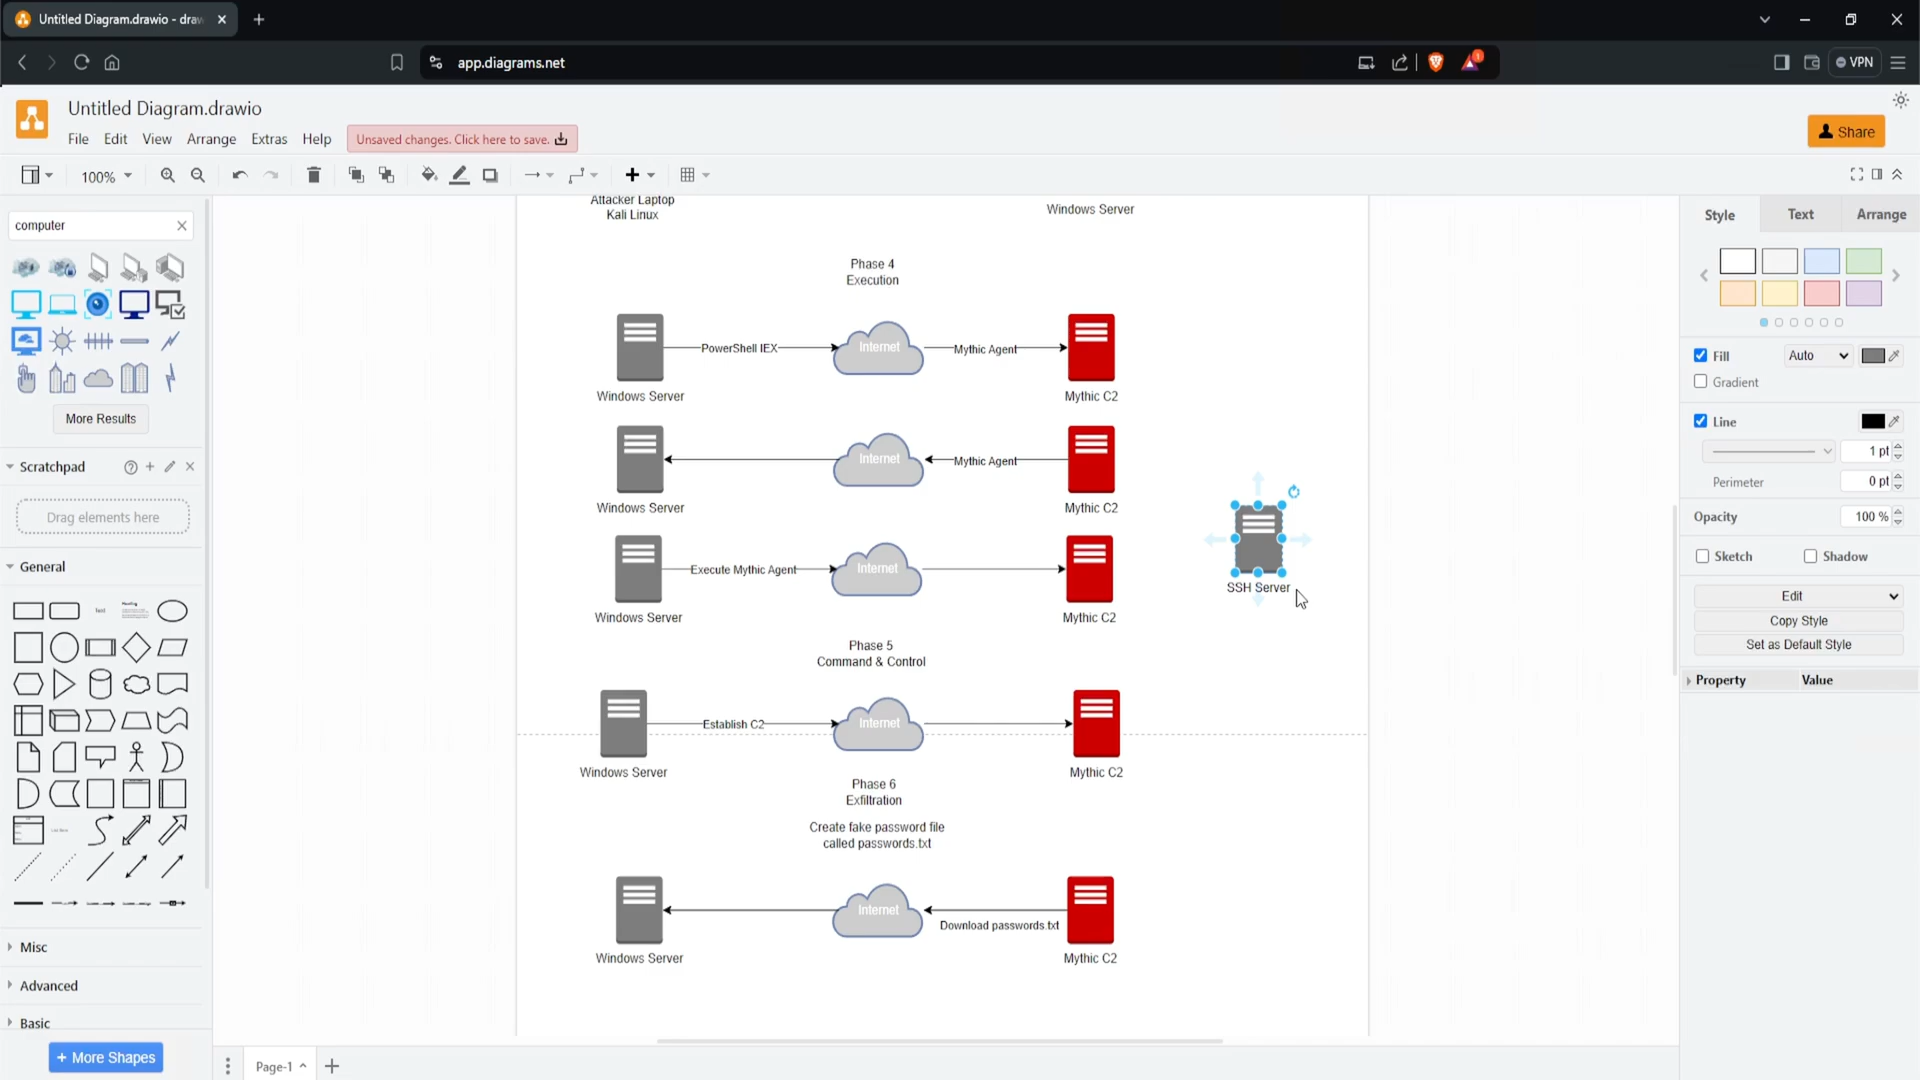 Untitled Diagram.drawio - draw
app.diagrams.net
1
VPN
Untitled Diagram.drawio
File Edit View Arrange Extras Help
Unsaved changes. Click here to save.
Share
100%
computer
More Results
Scratchpad
Drag elements here
General
Text
Heading
List Item
Misc
Advanced
Basic
+ More Shapes
Attacker Laptop
Kali Linux
Windows Server
Phase 4
Execution
PowerShell IEX
Internet
Mythic Agent
Windows Server
Mythic C2
Internet
Mythic Agent
Windows Server
Mythic C2
Execute Mythic Agent
Internet
Windows Server
Mythic C2
SSH Server
Phase 5
Command & Control
Establish C2
Internet
Windows Server
Mythic C2
Phase 6
Exfiltration
Create fake password file
called passwords.txt
Internet
Download passwords.txt
Windows Server
Mythic C2
Page-1
Style Text Arrange
Fill Auto
Gradient
Line
1 pt
Perimeter 0 pt
Opacity 100 %
Sketch Shadow
Edit
Copy Style
Set as Default Style
Property Value